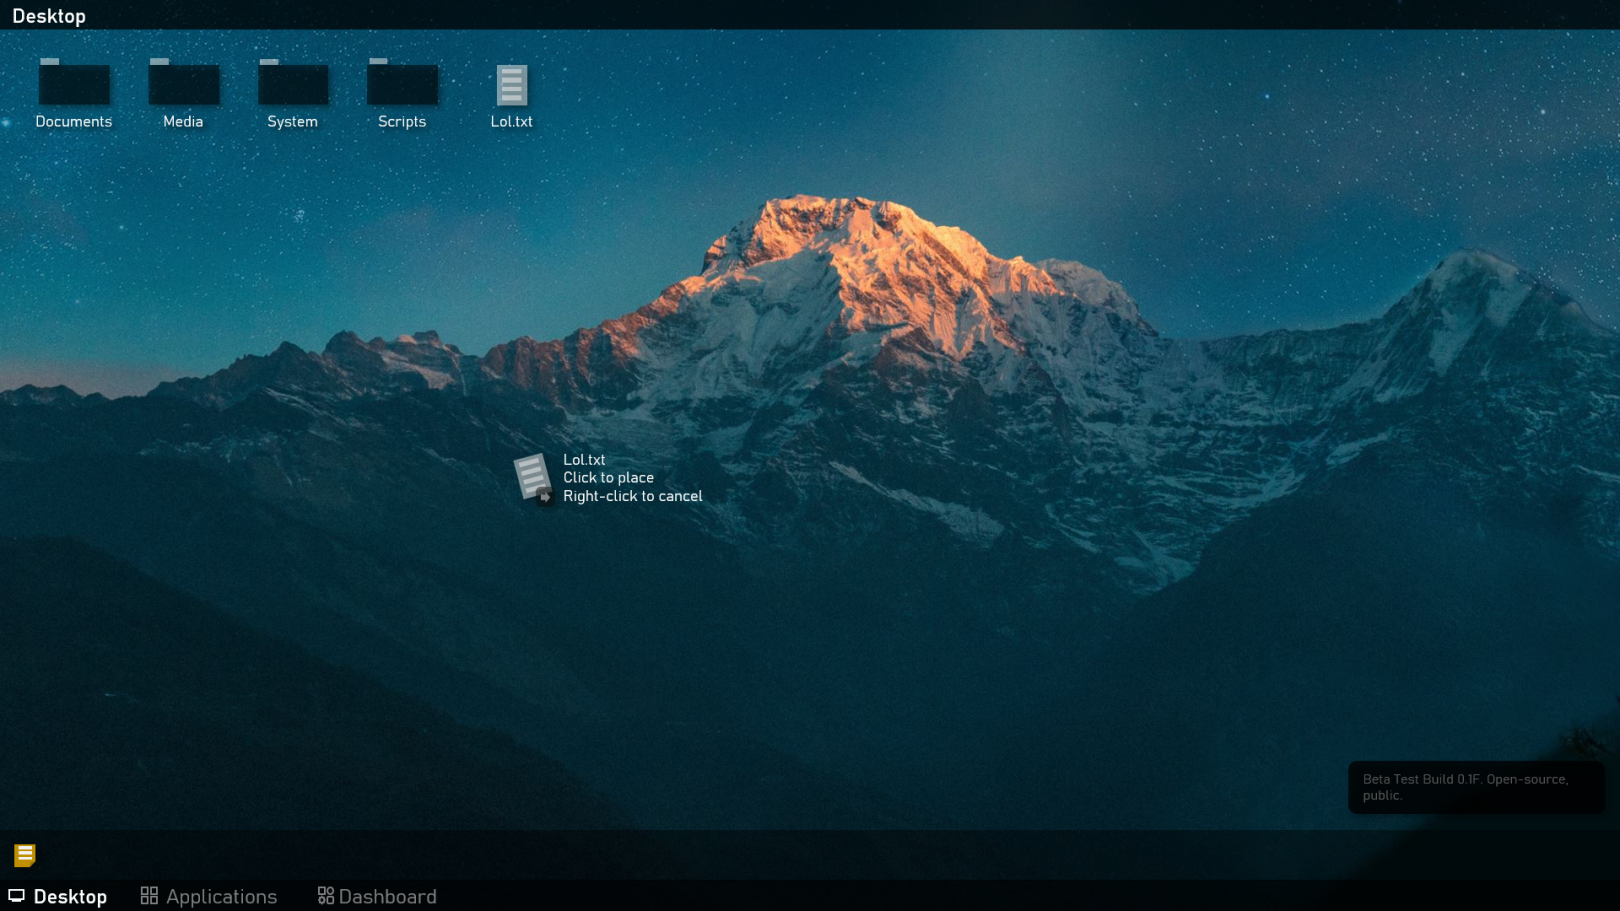 Desktop
Documents
Media
System
Scripts
Lol.txt
Lol.txt
Click to place
Right-click to cancel
Beta Test Build 0.1F. Open-source,
public.
Desktop
Applications
Dashboard